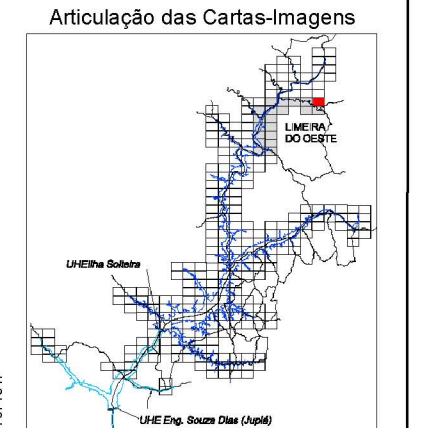 Articulação das Cartas-Imagens
LIMEIRA
DO OESTE
UHEIlha Solteira
UHE Eng. Souza Dias (Jupiá)